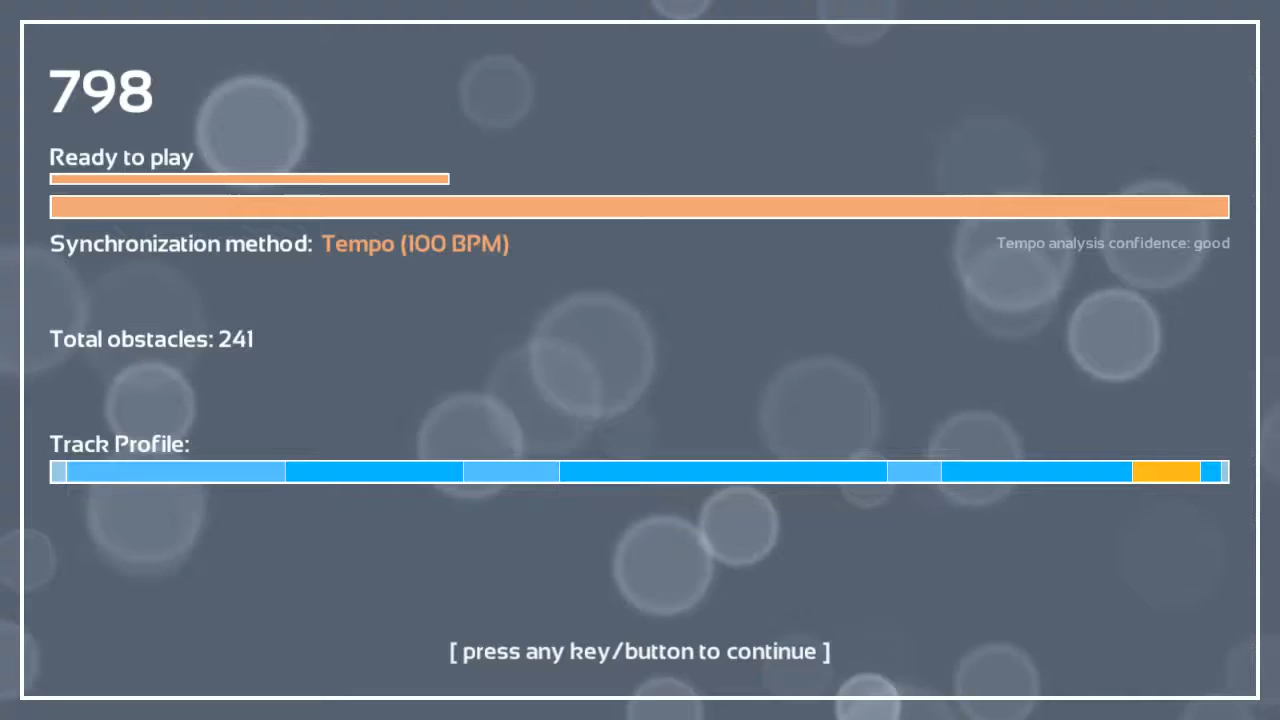 798
Ready to play
Synchronization method: Tempo (100 BPM)
Tempo analysis confidence: good
Total obstacles: 241
Track Profile:
[ press any key/button to continue ]